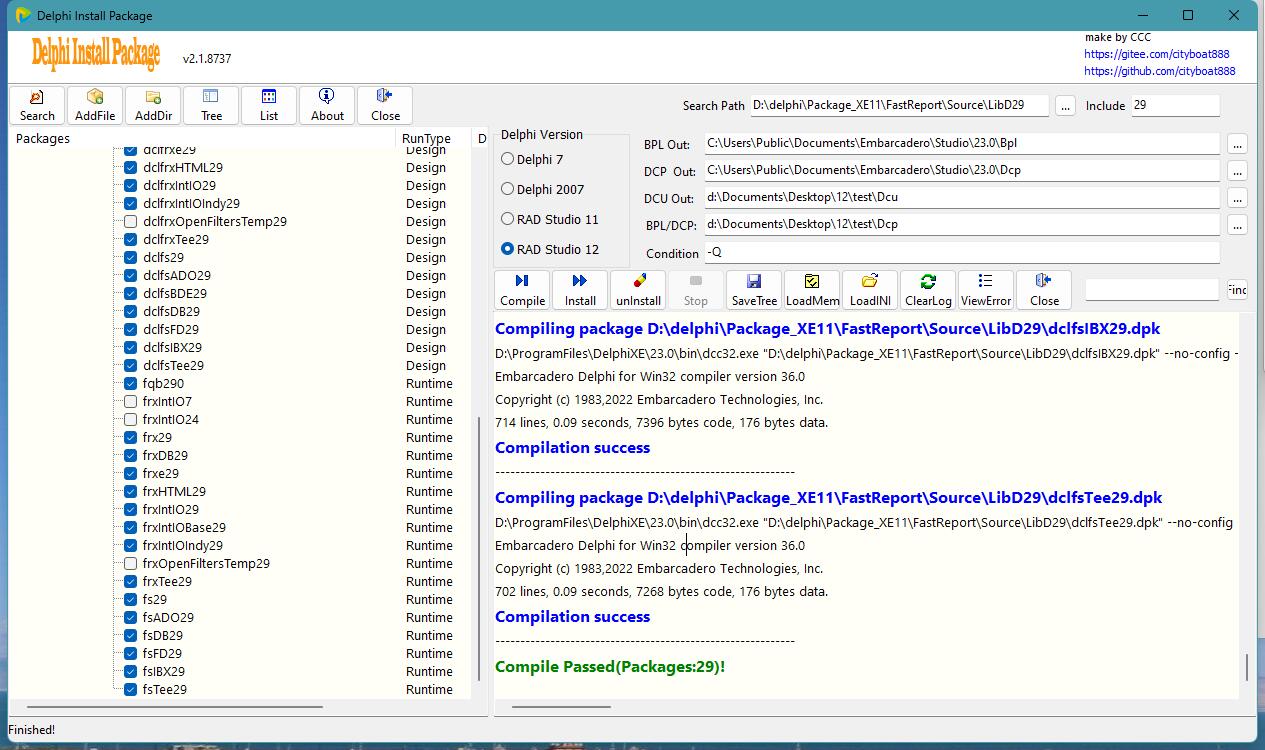 Delphi Install Package
Delphi Install Package
v2.1.8737
make by CCC
https://gitee.com/cityboat888
https://github.com/cityboat888
Search
AddFile
AddDir
Tree
List
About
Close
Search Path
D:\delphi\Package_XE11\FastReport\Source\LibD29
...
Include
29
Packages
RunType
D
dclfrxe29 Design
dclfrxHTML29 Design
dclfrxIntIO29 Design
dclfrxIntIOIndy29 Design
dclfrxOpenFiltersTemp29 Design
dclfrxTee29 Design
dclfs29 Design
dclfsADO29 Design
dclfsBDE29 Design
dclfsDB29 Design
dclfsFD29 Design
dclfsIBX29 Design
dclfsTee29 Design
fqb290 Runtime
frxIntIO7 Runtime
frxIntIO24 Runtime
frx29 Runtime
frxDB29 Runtime
frxe29 Runtime
frxHTML29 Runtime
frxIntIO29 Runtime
frxIntIOBase29 Runtime
frxIntIOIndy29 Runtime
frxOpenFiltersTemp29 Runtime
frxTee29 Runtime
fs29 Runtime
fsADO29 Runtime
fsDB29 Runtime
fsFD29 Runtime
fsIBX29 Runtime
fsTee29 Runtime
Delphi Version
Delphi 7
Delphi 2007
RAD Studio 11
RAD Studio 12
BPL Out: C:\Users\Public\Documents\Embarcadero\Studio\23.0\Bpl ...
DCP Out: C:\Users\Public\Documents\Embarcadero\Studio\23.0\Dcp ...
DCU Out: d:\Documents\Desktop\12\test\Dcu ...
BPL/DCP: d:\Documents\Desktop\12\test\Dcp ...
Condition -Q
Compile
Install
unInstall
Stop
SaveTree
LoadMem
LoadINI
ClearLog
ViewError
Close
Compiling package D:\delphi\Package_XE11\FastReport\Source\LibD29\dclfsIBX29.dpk
D:\ProgramFiles\DelphiXE\23.0\bin\dcc32.exe "D:\delphi\Package_XE11\FastReport\Source\LibD29\dclfsIBX29.dpk" --no-config -
Embarcadero Delphi for Win32 compiler version 36.0
Copyright (c) 1983,2022 Embarcadero Technologies, Inc.
714 lines, 0.09 seconds, 7396 bytes code, 176 bytes data.
Compilation success
------------------------------------------------------------
Compiling package D:\delphi\Package_XE11\FastReport\Source\LibD29\dclfsTee29.dpk
D:\ProgramFiles\DelphiXE\23.0\bin\dcc32.exe "D:\delphi\Package_XE11\FastReport\Source\LibD29\dclfsTee29.dpk" --no-config
Embarcadero Delphi for Win32 compiler version 36.0
Copyright (c) 1983,2022 Embarcadero Technologies, Inc.
702 lines, 0.09 seconds, 7268 bytes code, 176 bytes data.
Compilation success
------------------------------------------------------------
Compile Passed(Packages:29)!
Finished!